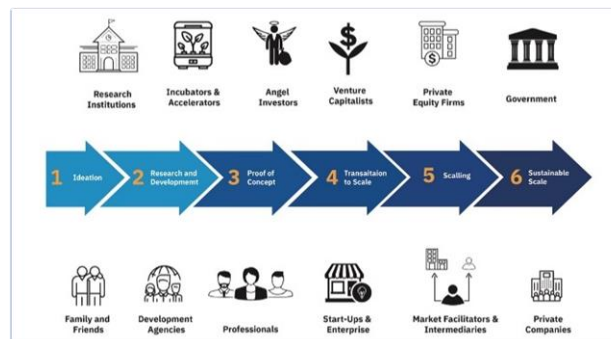 Research
Institutions
Incubators &
Accelerators
Angel
Investors
Venture
Capitalists
Private
Equity Firms
Government
1 Ideation
2 Research and
Development
3 Proof of
Concept
4 Transaitation
to Scale
5 Scalling
6 Sustainable
Scale
Family and
Friends
Development
Agencies
Professionals
Start-Ups &
Enterprise
Market Facilitators &
Intermediaries
Private
Companies